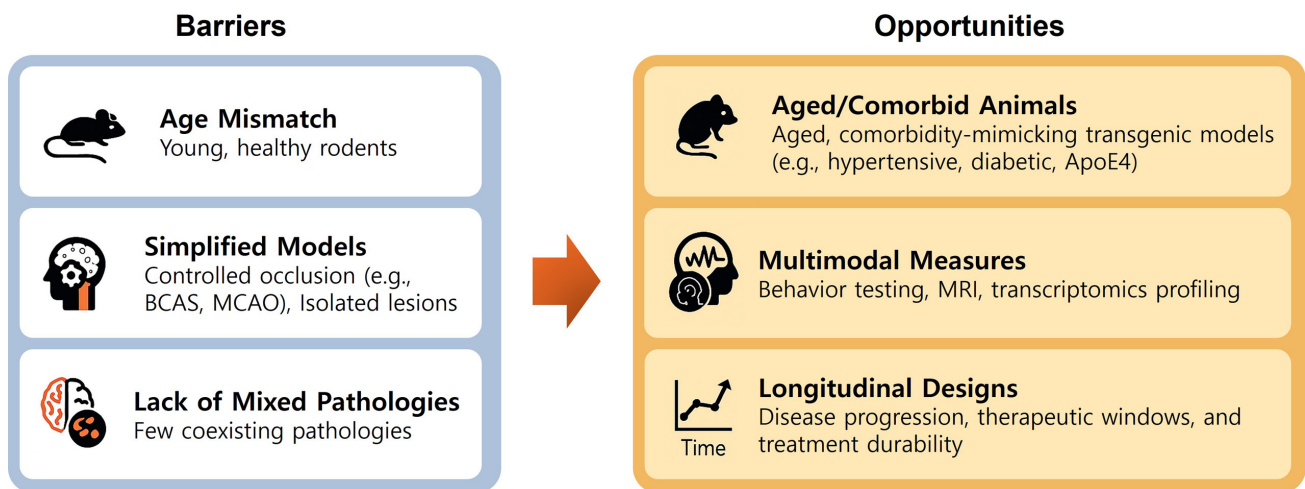 Barriers
Age Mismatch
Young, healthy rodents
Simplified Models
Controlled occlusion (e.g.,
BCAS, MCAO), Isolated lesions
Lack of Mixed Pathologies
Few coexisting pathologies
Opportunities
Aged/Comorbid Animals
Aged, comorbidity-mimicking transgenic models
(e.g., hypertensive, diabetic, ApoE4)
Multimodal Measures
Behavior testing, MRI, transcriptomics profiling
Longitudinal Designs
Disease progression, therapeutic windows, and
treatment durability
Time